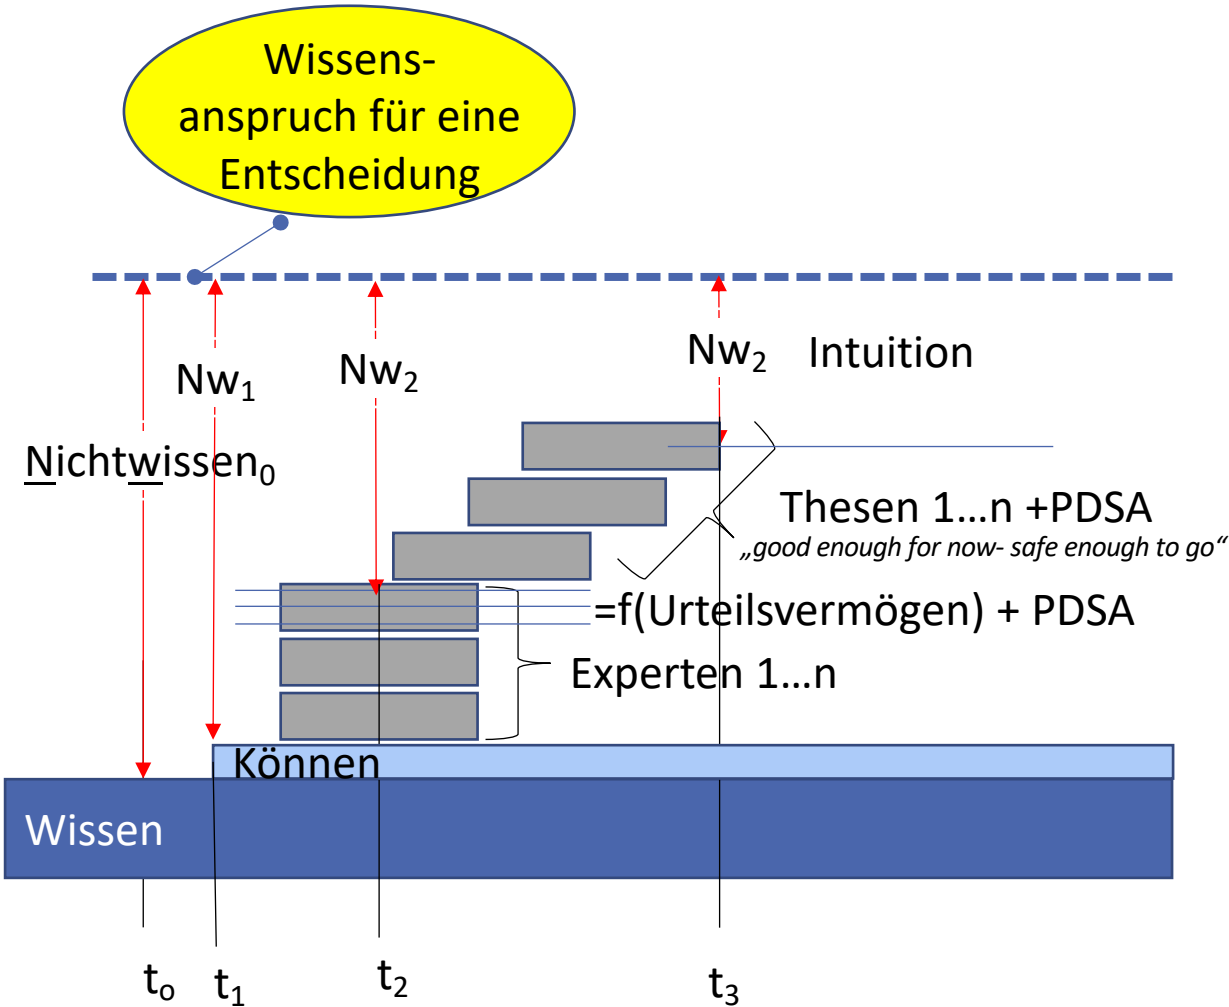 Wissens-
anspruch für eine
Entscheidung
Nw₁
Nw₂
Nw₂
Intuition
Nichtwissen₀
Thesen 1...n +PDSA
„good enough for now- safe enough to go“
=f(Urteilsvermögen) + PDSA
Experten 1...n
Können
Wissen
tₒ
t₁
t₂
t₃